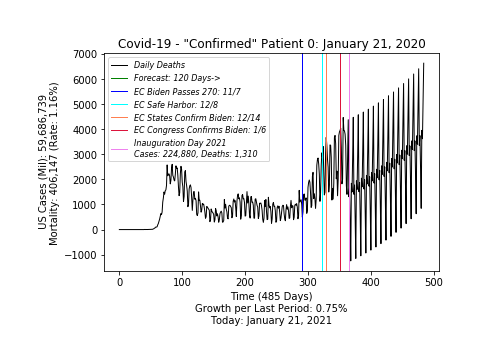 Covid-19 - "Confirmed" Patient 0: January 21, 2020
7000
6000
5000
4000
3000
2000
1000
0
−1000
US Cases (Mil): 59,686,739
Mortality: 406,147 (Rate: 1.16%)
Daily Deaths
Forecast: 120 Days->
EC Biden Passes 270: 11/7
EC Safe Harbor: 12/8
EC States Confirm Biden: 12/14
EC Congress Confirms Biden: 1/6
Inauguration Day 2021
Cases: 224,880, Deaths: 1,310
0 100 200 300 400 500
Time (485 Days)
Growth per Last Period: 0.75%
Today: January 21, 2021